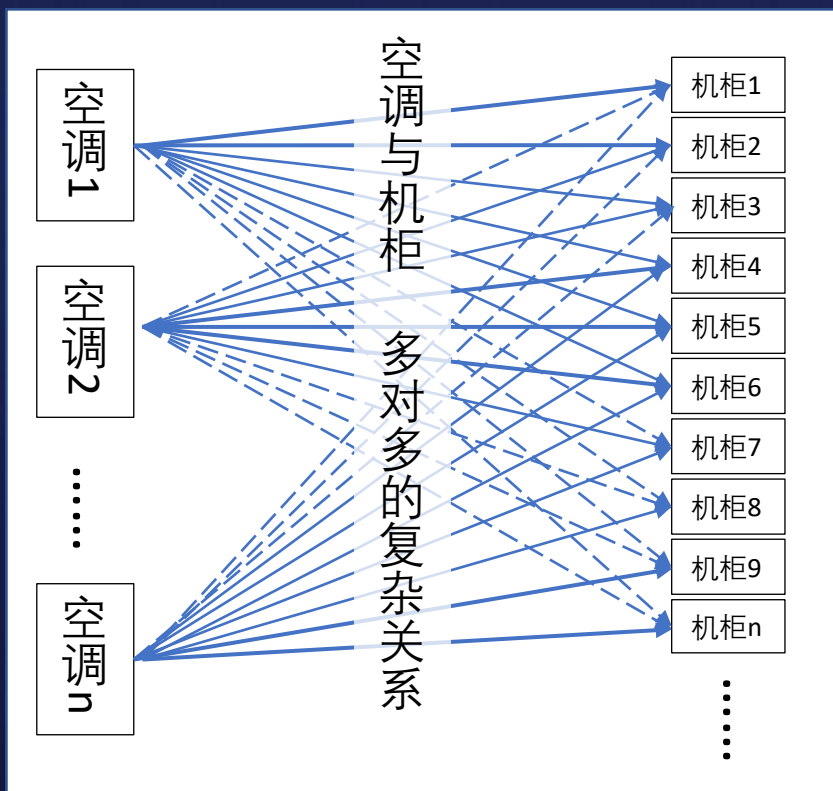 空调1
空调2
……
空调n
空调与机柜
多对多的复杂关系
机柜1
机柜2
机柜3
机柜4
机柜5
机柜6
机柜7
机柜8
机柜9
机柜n
……